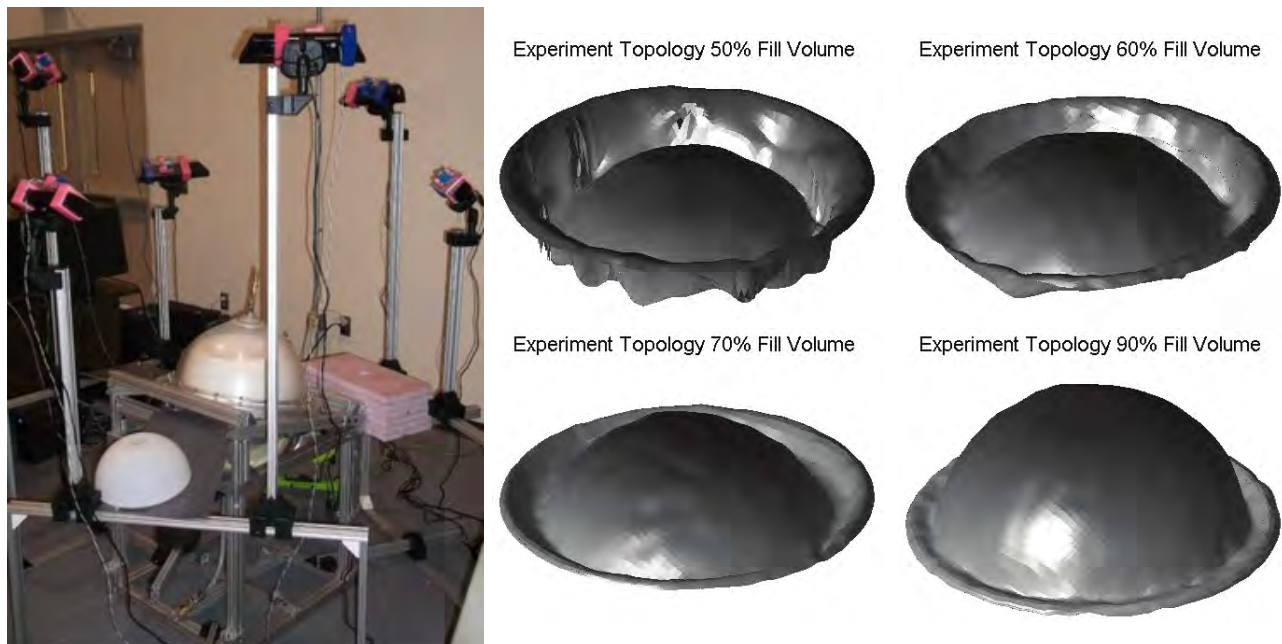 Experiment Topology 50% Fill Volume
Experiment Topology 60% Fill Volume
Experiment Topology 70% Fill Volume
Experiment Topology 90% Fill Volume